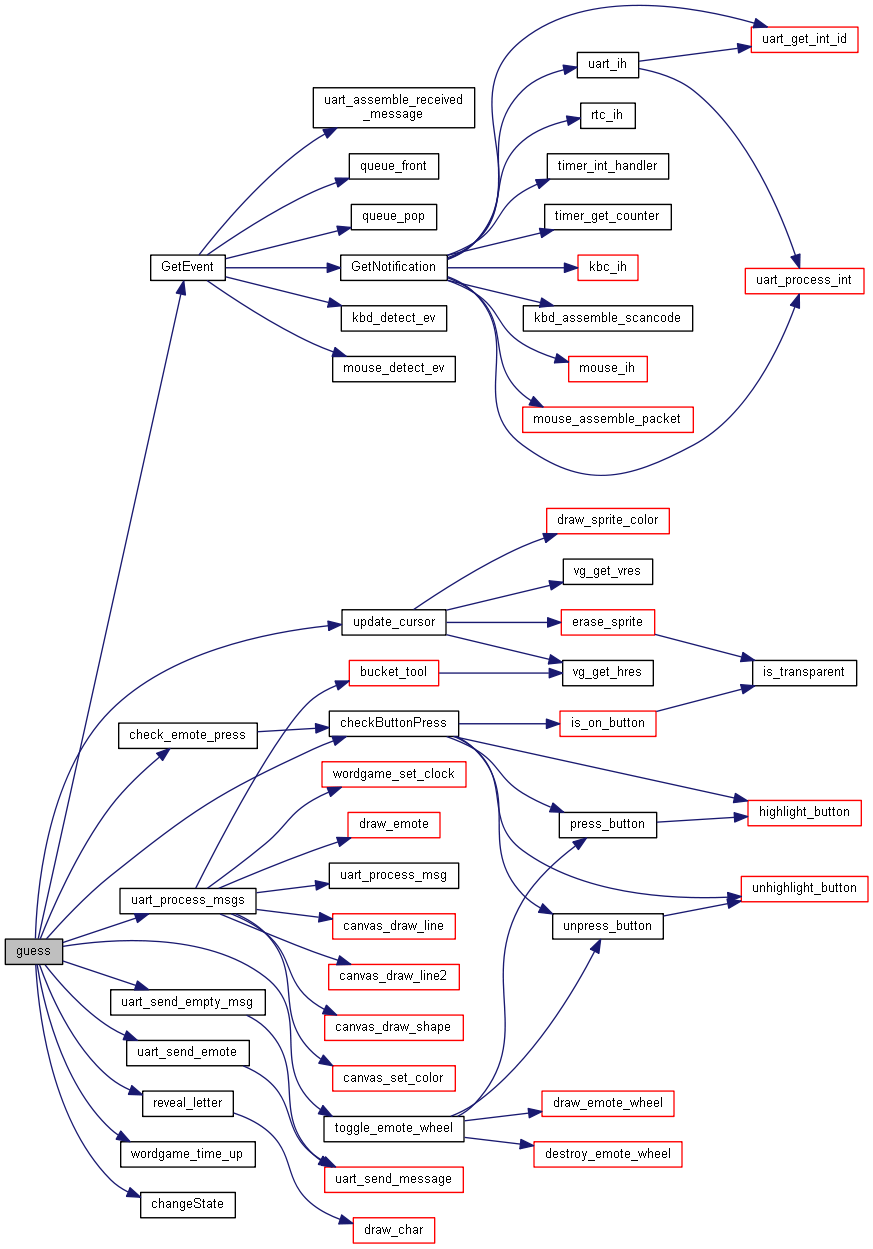 uart_get_int_id
uart_ih
uart_assemble_received
_message
rtc_ih
queue_front
timer_int_handler
queue_pop
timer_get_counter
GetEvent
GetNotification
kbc_ih
uart_process_int
kbd_detect_ev
kbd_assemble_scancode
mouse_detect_ev
mouse_ih
mouse_assemble_packet
draw_sprite_color
vg_get_vres
update_cursor
erase_sprite
bucket_tool
vg_get_hres
is_transparent
check_emote_press
checkButtonPress
is_on_button
wordgame_set_clock
highlight_button
draw_emote
press_button
uart_process_msg
unhighlight_button
uart_process_msgs
canvas_draw_line
unpress_button
guess
canvas_draw_line2
uart_send_empty_msg
canvas_draw_shape
uart_send_emote
canvas_set_color
reveal_letter
draw_emote_wheel
toggle_emote_wheel
wordgame_time_up
destroy_emote_wheel
uart_send_message
changeState
draw_char